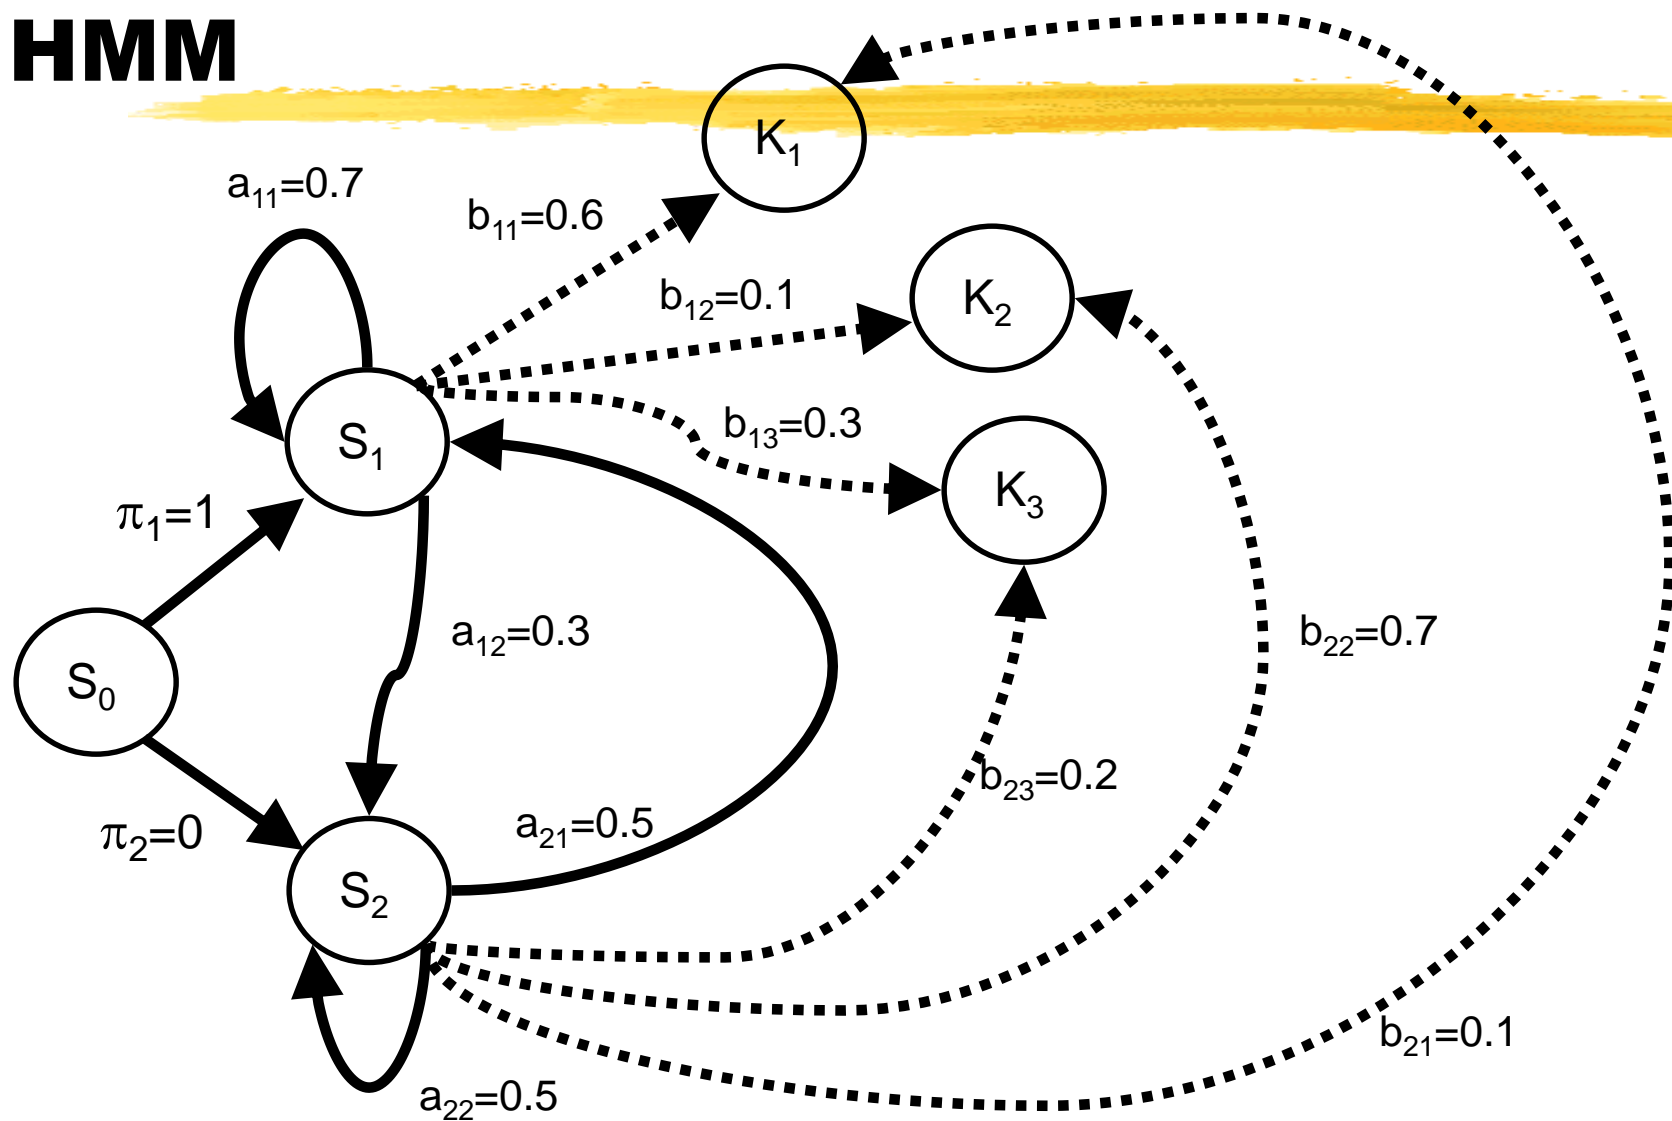 HMM
K₁
a₁₁=0.7
b₁₁=0.6
b₁₂=0.1
K₂
b₁₃=0.3
S₁
K₃
π₁=1
a₁₂=0.3
b₂₂=0.7
S₀
b₂₃=0.2
a₂₁=0.5
π₂=0
S₂
b₂₁=0.1
a₂₂=0.5